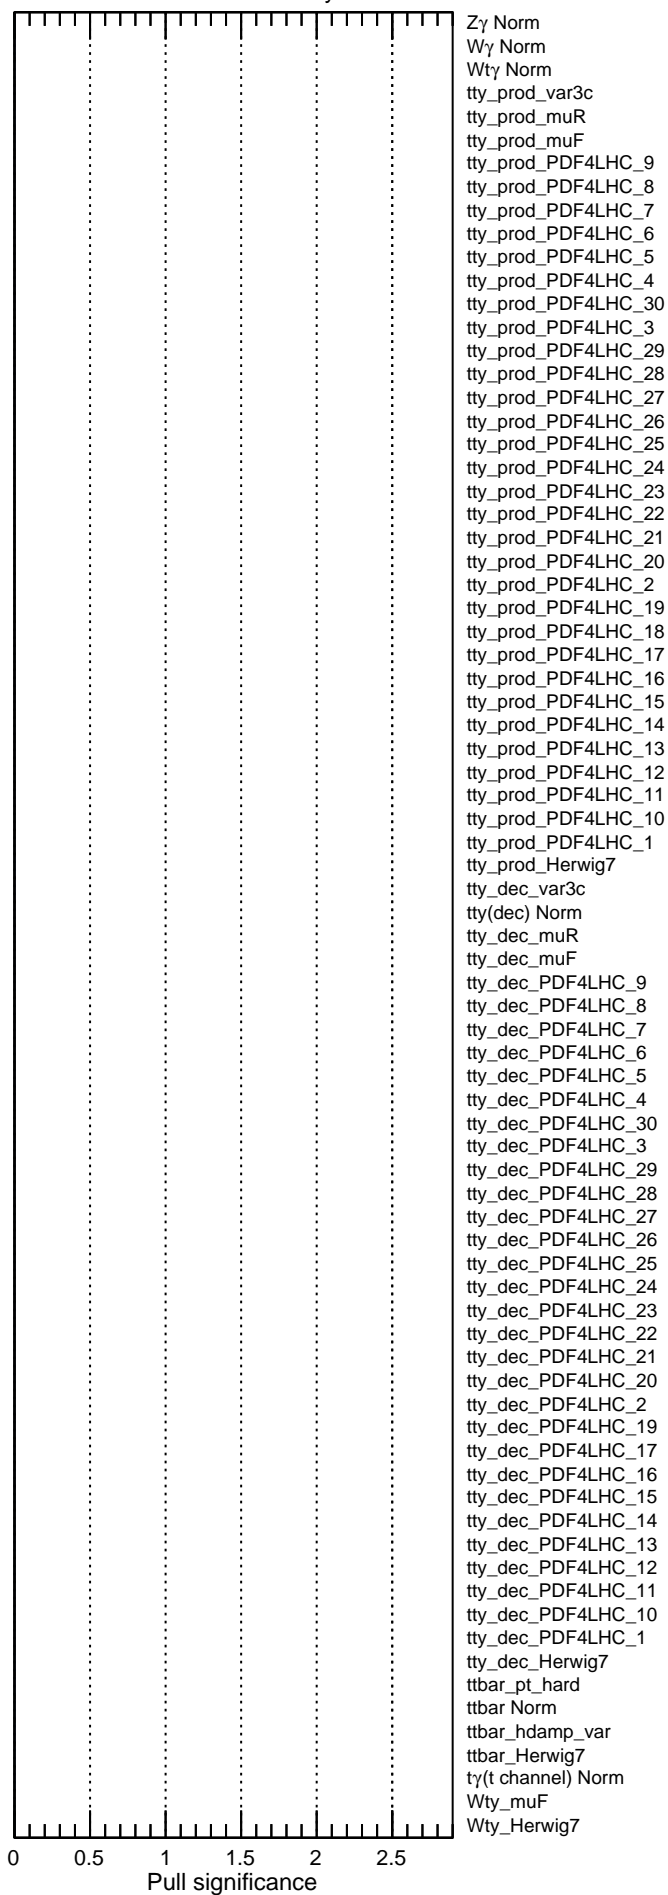 Zγ Norm
Wγ Norm
Wtγ Norm
tty_prod_var3c
tty_prod_muR
tty_prod_muF
tty_prod_PDF4LHC_9
tty_prod_PDF4LHC_8
tty_prod_PDF4LHC_7
tty_prod_PDF4LHC_6
tty_prod_PDF4LHC_5
tty_prod_PDF4LHC_4
tty_prod_PDF4LHC_30
tty_prod_PDF4LHC_3
tty_prod_PDF4LHC_29
tty_prod_PDF4LHC_28
tty_prod_PDF4LHC_27
tty_prod_PDF4LHC_26
tty_prod_PDF4LHC_25
tty_prod_PDF4LHC_24
tty_prod_PDF4LHC_23
tty_prod_PDF4LHC_22
tty_prod_PDF4LHC_21
tty_prod_PDF4LHC_20
tty_prod_PDF4LHC_2
tty_prod_PDF4LHC_19
tty_prod_PDF4LHC_18
tty_prod_PDF4LHC_17
tty_prod_PDF4LHC_16
tty_prod_PDF4LHC_15
tty_prod_PDF4LHC_14
tty_prod_PDF4LHC_13
tty_prod_PDF4LHC_12
tty_prod_PDF4LHC_11
tty_prod_PDF4LHC_10
tty_prod_PDF4LHC_1
tty_prod_Herwig7
tty_dec_var3c
tty(dec) Norm
tty_dec_muR
tty_dec_muF
tty_dec_PDF4LHC_9
tty_dec_PDF4LHC_8
tty_dec_PDF4LHC_7
tty_dec_PDF4LHC_6
tty_dec_PDF4LHC_5
tty_dec_PDF4LHC_4
tty_dec_PDF4LHC_30
tty_dec_PDF4LHC_3
tty_dec_PDF4LHC_29
tty_dec_PDF4LHC_28
tty_dec_PDF4LHC_27
tty_dec_PDF4LHC_26
tty_dec_PDF4LHC_25
tty_dec_PDF4LHC_24
tty_dec_PDF4LHC_23
tty_dec_PDF4LHC_22
tty_dec_PDF4LHC_21
tty_dec_PDF4LHC_20
tty_dec_PDF4LHC_2
tty_dec_PDF4LHC_19
tty_dec_PDF4LHC_17
tty_dec_PDF4LHC_16
tty_dec_PDF4LHC_15
tty_dec_PDF4LHC_14
tty_dec_PDF4LHC_13
tty_dec_PDF4LHC_12
tty_dec_PDF4LHC_11
tty_dec_PDF4LHC_10
tty_dec_PDF4LHC_1
tty_dec_Herwig7
ttbar_pt_hard
ttbar Norm
ttbar_hdamp_var
ttbar_Herwig7
tγ(t channel) Norm
Wty_muF
Wty_Herwig7
0 0.5 1 1.5 2 2.5
Pull significance